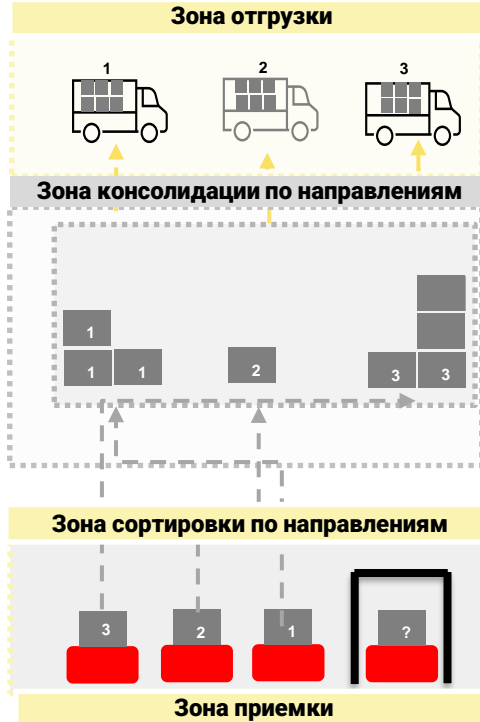 Зона отгрузки
1 2 3
Зона консолидации по направлениям
1
1 1 2 3 3
Зона сортировки по направлениям
3 2 1 ?
Зона приемки